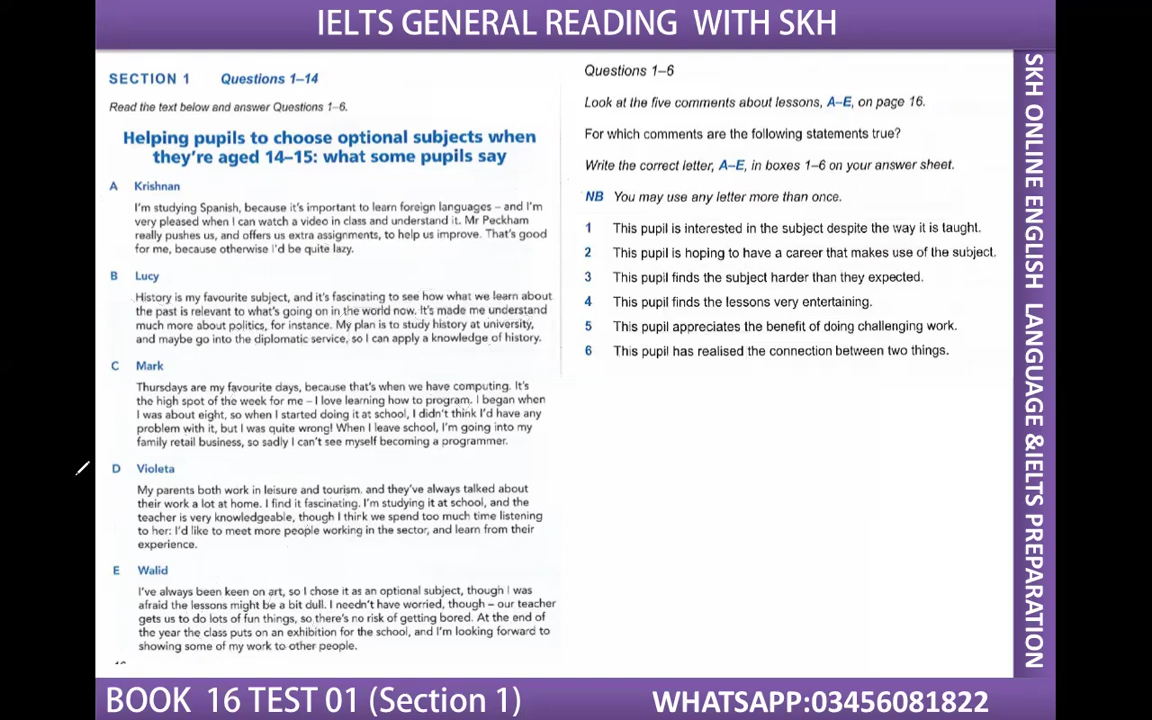 IELTS GENERAL READING WITH SKH
SECTION 1 Questions 1–14
Read the text below and answer Questions 1–6.
Helping pupils to choose optional subjects when
they're aged 14–15: what some pupils say
A Krishnan
I'm studying Spanish, because it's important to learn foreign languages – and I'm
very pleased when I can watch a video in class and understand it. Mr Peckham
really pushes us, and offers us extra assignments, to help us improve. That's good
for me, because otherwise I'd be quite lazy.
B Lucy
History is my favourite subject, and it's fascinating to see how what we learn about
the past is relevant to what's going on in the world now. It's made me understand
much more about politics, for instance. My plan is to study history at university,
and maybe go into the diplomatic service, so I can apply a knowledge of history.
C Mark
Thursdays are my favourite days, because that's when we have computing. It's
the high spot of the week for me – I love learning how to program. I began when
I was about eight, so when I started doing it at school, I didn't think I'd have any
problem with it, but I was quite wrong! When I leave school, I'm going into my
family retail business, so sadly I can't see myself becoming a programmer.
D Violeta
My parents both work in leisure and tourism, and they've always talked about
their work a lot at home. I find it fascinating. I'm studying it at school, and the
teacher is very knowledgeable, though I think we spend too much time listening
to her: I'd like to meet more people working in the sector, and learn from their
experience.
E Walid
I've always been keen on art, so I chose it as an optional subject, though I was
afraid the lessons might be a bit dull. I needn't have worried, though – our teacher
gets us to do lots of fun things, so there's no risk of getting bored. At the end of
the year the class puts on an exhibition for the school, and I'm looking forward to
showing some of my work to other people.
Questions 1–6
Look at the five comments about lessons, A–E, on page 16.
For which comments are the following statements true?
Write the correct letter, A–E, in boxes 1–6 on your answer sheet.
NB You may use any letter more than once.
1 This pupil is interested in the subject despite the way it is taught.
2 This pupil is hoping to have a career that makes use of the subject.
3 This pupil finds the subject harder than they expected.
4 This pupil finds the lessons very entertaining.
5 This pupil appreciates the benefit of doing challenging work.
6 This pupil has realised the connection between two things.
SKH ONLINE ENGLISH LANGUAGE &IELTS PREPARATION
BOOK 16 TEST 01 (Section 1)
WHATSAPP:03456081822